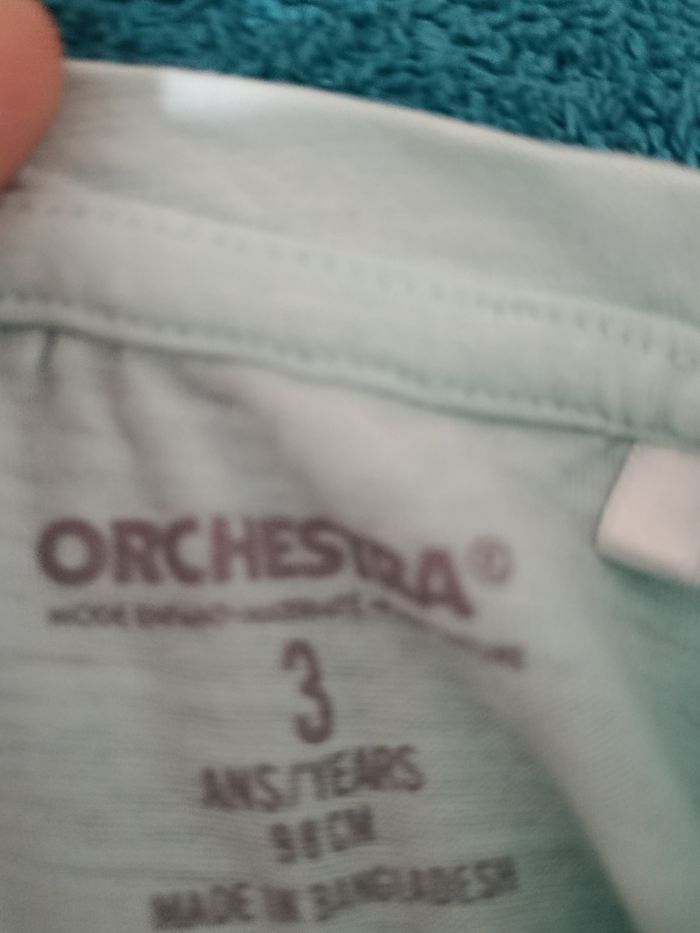 ORCHESTRA®
3
ANS/YEARS
98 CM
MADE IN BANGLADESH